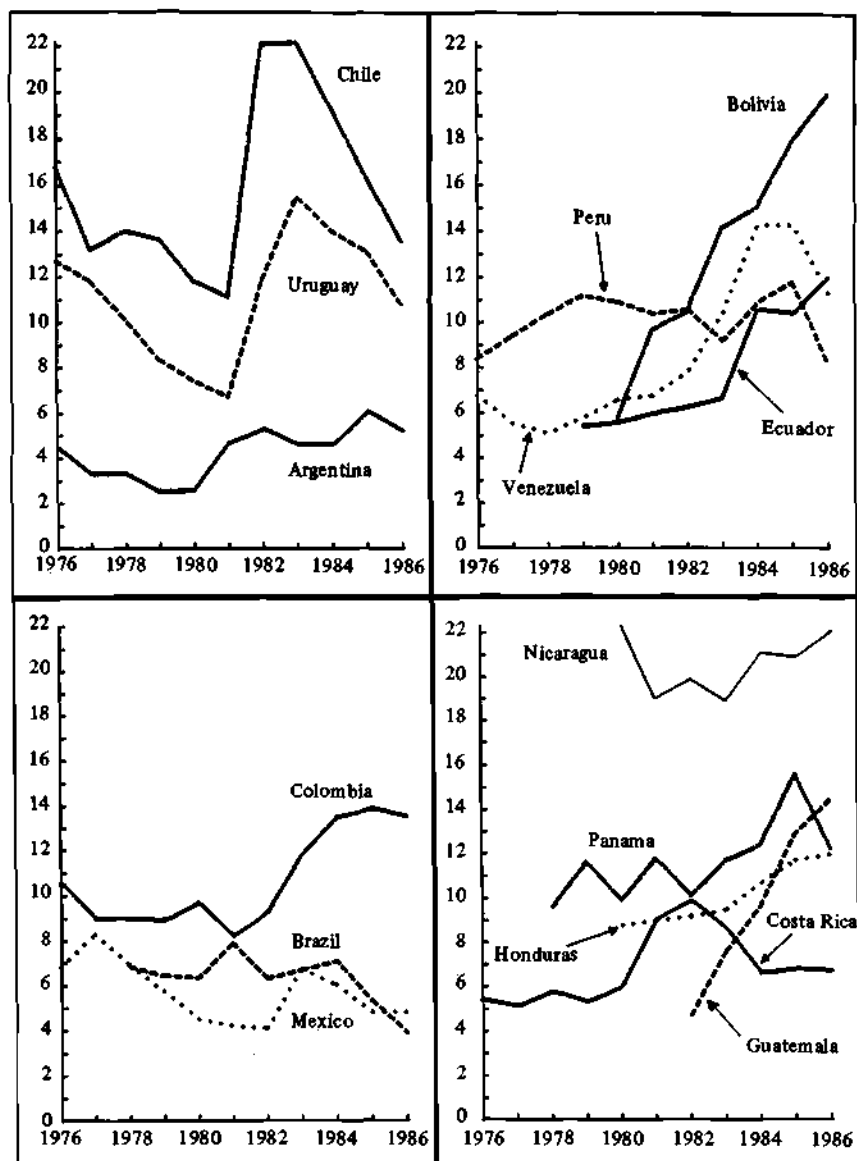 22
20
18
16
14
12
10
8
6
4
2
0
Chile
Uruguay
Argentina
1976 1978 1980 1982 1984 1986
22
20
18
16
14
12
10
8
6
4
2
0
Bolivia
Peru
Ecuador
Venezuela
1976 1978 1980 1982 1984 1986
22
20
18
16
14
12
10
8
6
4
2
0
Colombia
Brazil
Mexico
1976 1978 1980 1982 1984 1986
22
20
18
16
14
12
10
8
6
4
2
0
Nicaragua
Panama
Costa Rica
Honduras
Guatemala
1976 1978 1980 1982 1984 1986